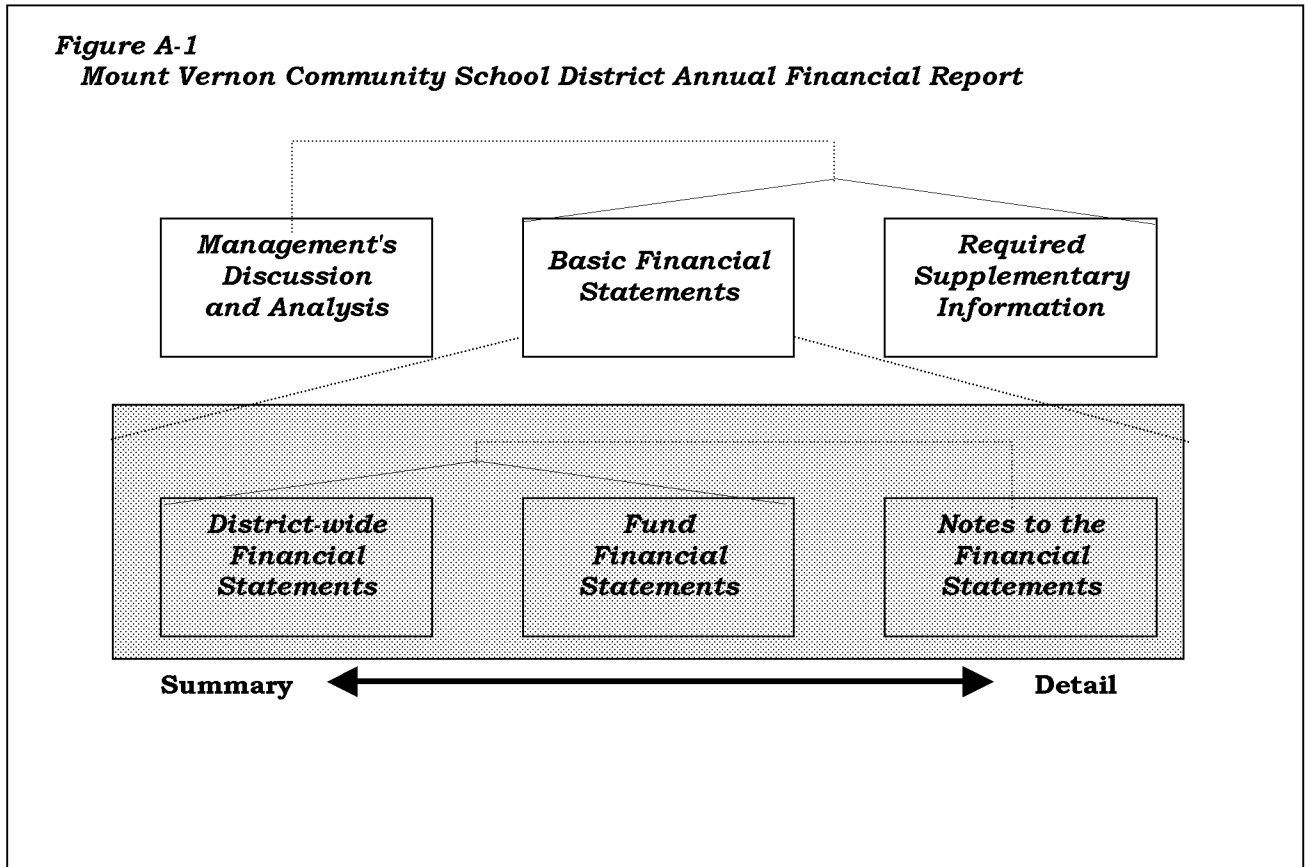 Figure A-1
Mount Vernon Community School District Annual Financial Report
Management's
Discussion
and Analysis
Basic Financial
Statements
Required
Supplementary
Information
District-wide
Financial
Statements
Fund
Financial
Statements
Notes to the
Financial
Statements
Summary
Detail